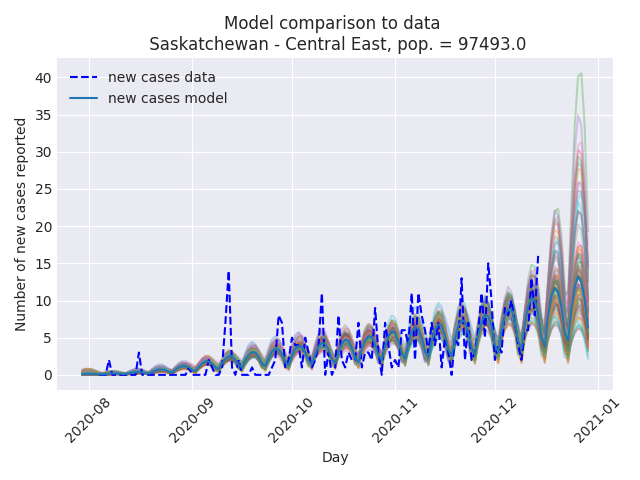 Model comparison to data
Saskatchewan - Central East, pop. = 97493.0
new cases data
new cases model
Number of new cases reported
40
35
30
25
20
15
10
5
0
2020-08
2020-09
2020-10
2020-11
2020-12
2021-01
Day